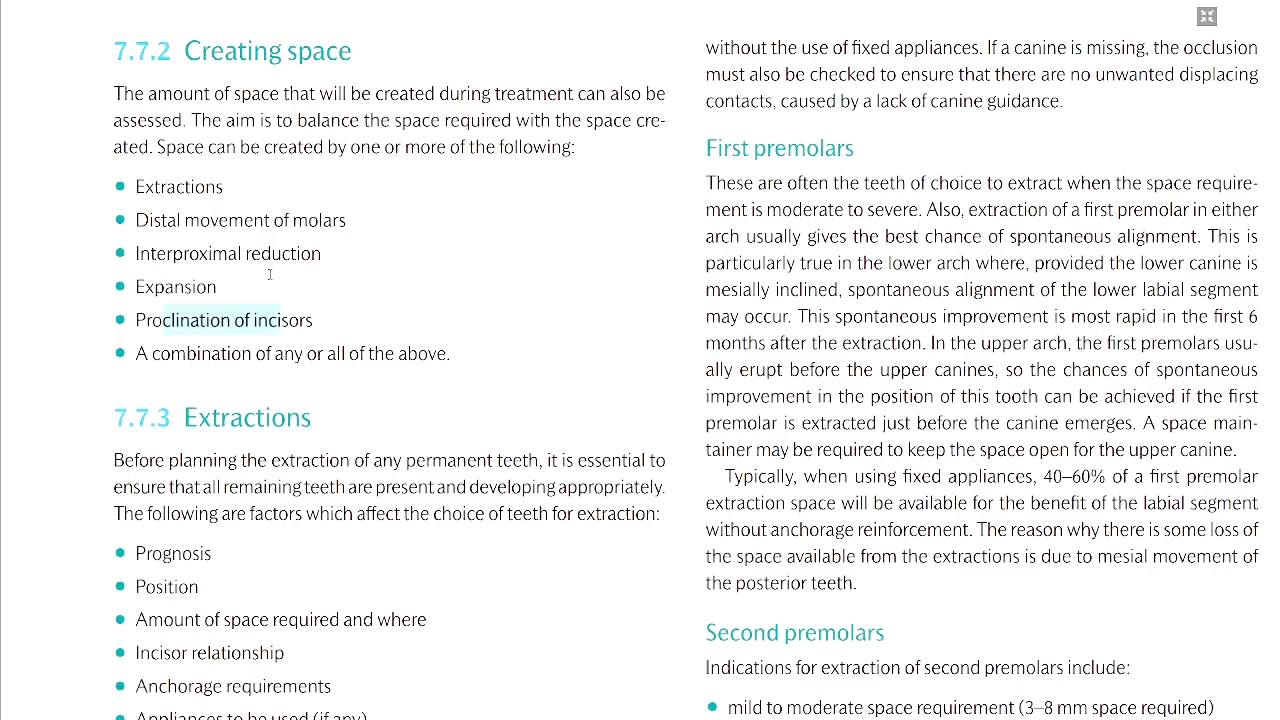 7.7.2 Creating space
The amount of space that will be created during treatment can also be
assessed. The aim is to balance the space required with the space cre-
ated. Space can be created by one or more of the following:
● Extractions
● Distal movement of molars
● Interproximal reduction
● Expansion
● Proclination of incisors
● A combination of any or all of the above.
7.7.3 Extractions
Before planning the extraction of any permanent teeth, it is essential to
ensure that all remaining teeth are present and developing appropriately.
The following are factors which affect the choice of teeth for extraction:
● Prognosis
● Position
● Amount of space required and where
● Incisor relationship
● Anchorage requirements
● Appliances to be used (if any)
without the use of fixed appliances. If a canine is missing, the occlusion
must also be checked to ensure that there are no unwanted displacing
contacts, caused by a lack of canine guidance.
First premolars
These are often the teeth of choice to extract when the space require-
ment is moderate to severe. Also, extraction of a first premolar in either
arch usually gives the best chance of spontaneous alignment. This is
particularly true in the lower arch where, provided the lower canine is
mesially inclined, spontaneous alignment of the lower labial segment
may occur. This spontaneous improvement is most rapid in the first 6
months after the extraction. In the upper arch, the first premolars usu-
ally erupt before the upper canines, so the chances of spontaneous
improvement in the position of this tooth can be achieved if the first
premolar is extracted just before the canine emerges. A space main-
tainer may be required to keep the space open for the upper canine.
Typically, when using fixed appliances, 40–60% of a first premolar
extraction space will be available for the benefit of the labial segment
without anchorage reinforcement. The reason why there is some loss of
the space available from the extractions is due to mesial movement of
the posterior teeth.
Second premolars
Indications for extraction of second premolars include:
● mild to moderate space requirement (3–8 mm space required)